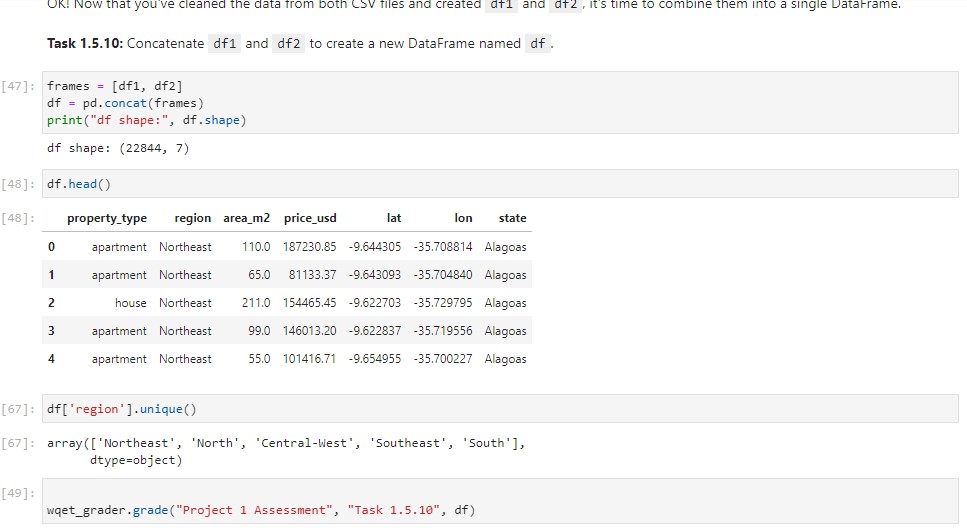 OK! Now that you've cleaned the data from both CSV files and created df1 and df2, it's time to combine them into a single DataFrame.
Task 1.5.10: Concatenate df1 and df2 to create a new DataFrame named df.
[47]: frames = [df1, df2]
df = pd.concat(frames)
print("df shape:", df.shape)
df shape: (22844, 7)
[48]: df.head()
[48]: property_type region area_m2 price_usd lat lon state
0 apartment Northeast 110.0 187230.85 -9.644305 -35.708814 Alagoas
1 apartment Northeast 65.0 81133.37 -9.643093 -35.704840 Alagoas
2 house Northeast 211.0 154465.45 -9.622703 -35.729795 Alagoas
3 apartment Northeast 99.0 146013.20 -9.622837 -35.719556 Alagoas
4 apartment Northeast 55.0 101416.71 -9.654955 -35.700227 Alagoas
[67]: df['region'].unique()
[67]: array(['Northeast', 'North', 'Central-West', 'Southeast', 'South'],
dtype=object)
[49]:
wqet_grader.grade("Project 1 Assessment", "Task 1.5.10", df)